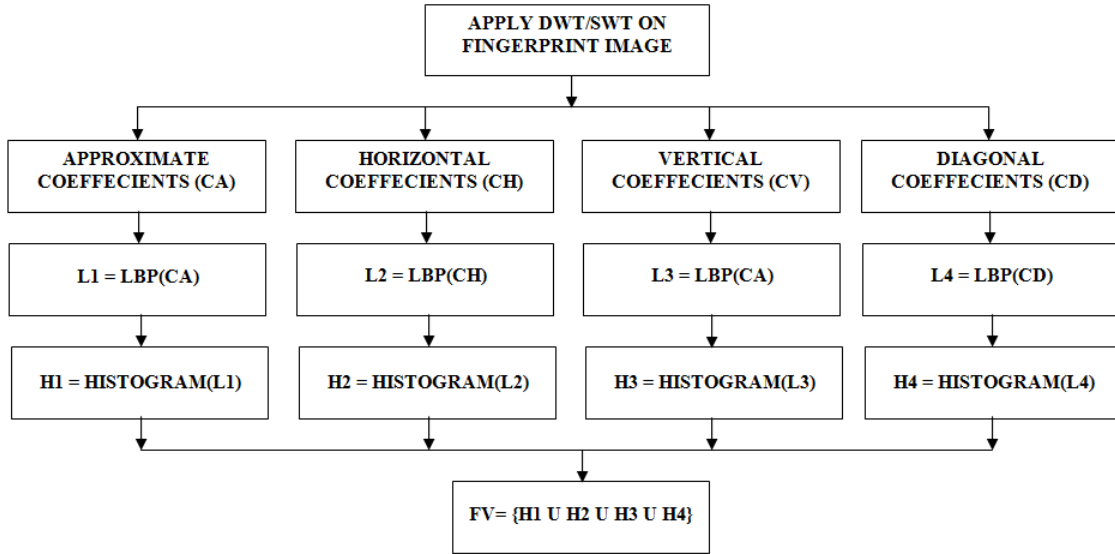 APPLY DWT/SWT ON
FINGERPRINT IMAGE
APPROXIMATE
COEFFECIENTS (CA)
HORIZONTAL
COEFFECIENTS (CH)
VERTICAL
COEFFECIENTS (CV)
DIAGONAL
COEFFECIENTS (CD)
L1 = LBP(CA)
L2 = LBP(CH)
L3 = LBP(CA)
L4 = LBP(CD)
H1 = HISTOGRAM(L1)
H2 = HISTOGRAM(L2)
H3 = HISTOGRAM(L3)
H4 = HISTOGRAM(L4)
FV= {H1 U H2 U H3 U H4}